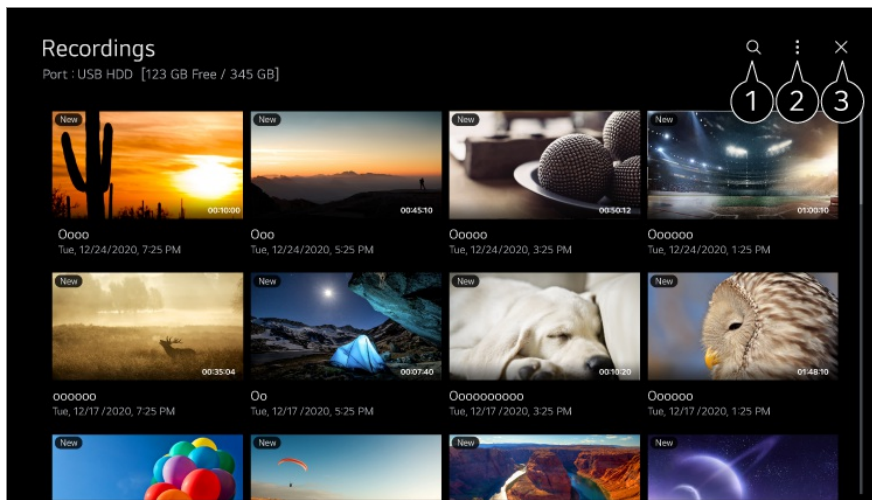 Recordings
Port : USB HDD [123 GB Free / 345 GB]
1 2 3
New New New New
00:10:00 00:45:10 00:50:12 01:00:10
Oooo Ooo Ooooo Oooooo
Tue, 12/24/2020, 7:25 PM Tue, 12/24/2020, 5:25 PM Tue, 12/24/2020, 3:25 PM Tue, 12/24/2020, 1:25 PM
New New New New
00:35:04 00:07:40 00:10:20 01:48:10
oooooo Oo Oooooooooo Oooooo
Tue, 12/17 /2020, 7:25 PM Tue, 12/17 /2020, 5:25 PM Tue, 12/17 /2020, 3:25 PM Tue, 12/17 /2020, 1:25 PM
New New New New